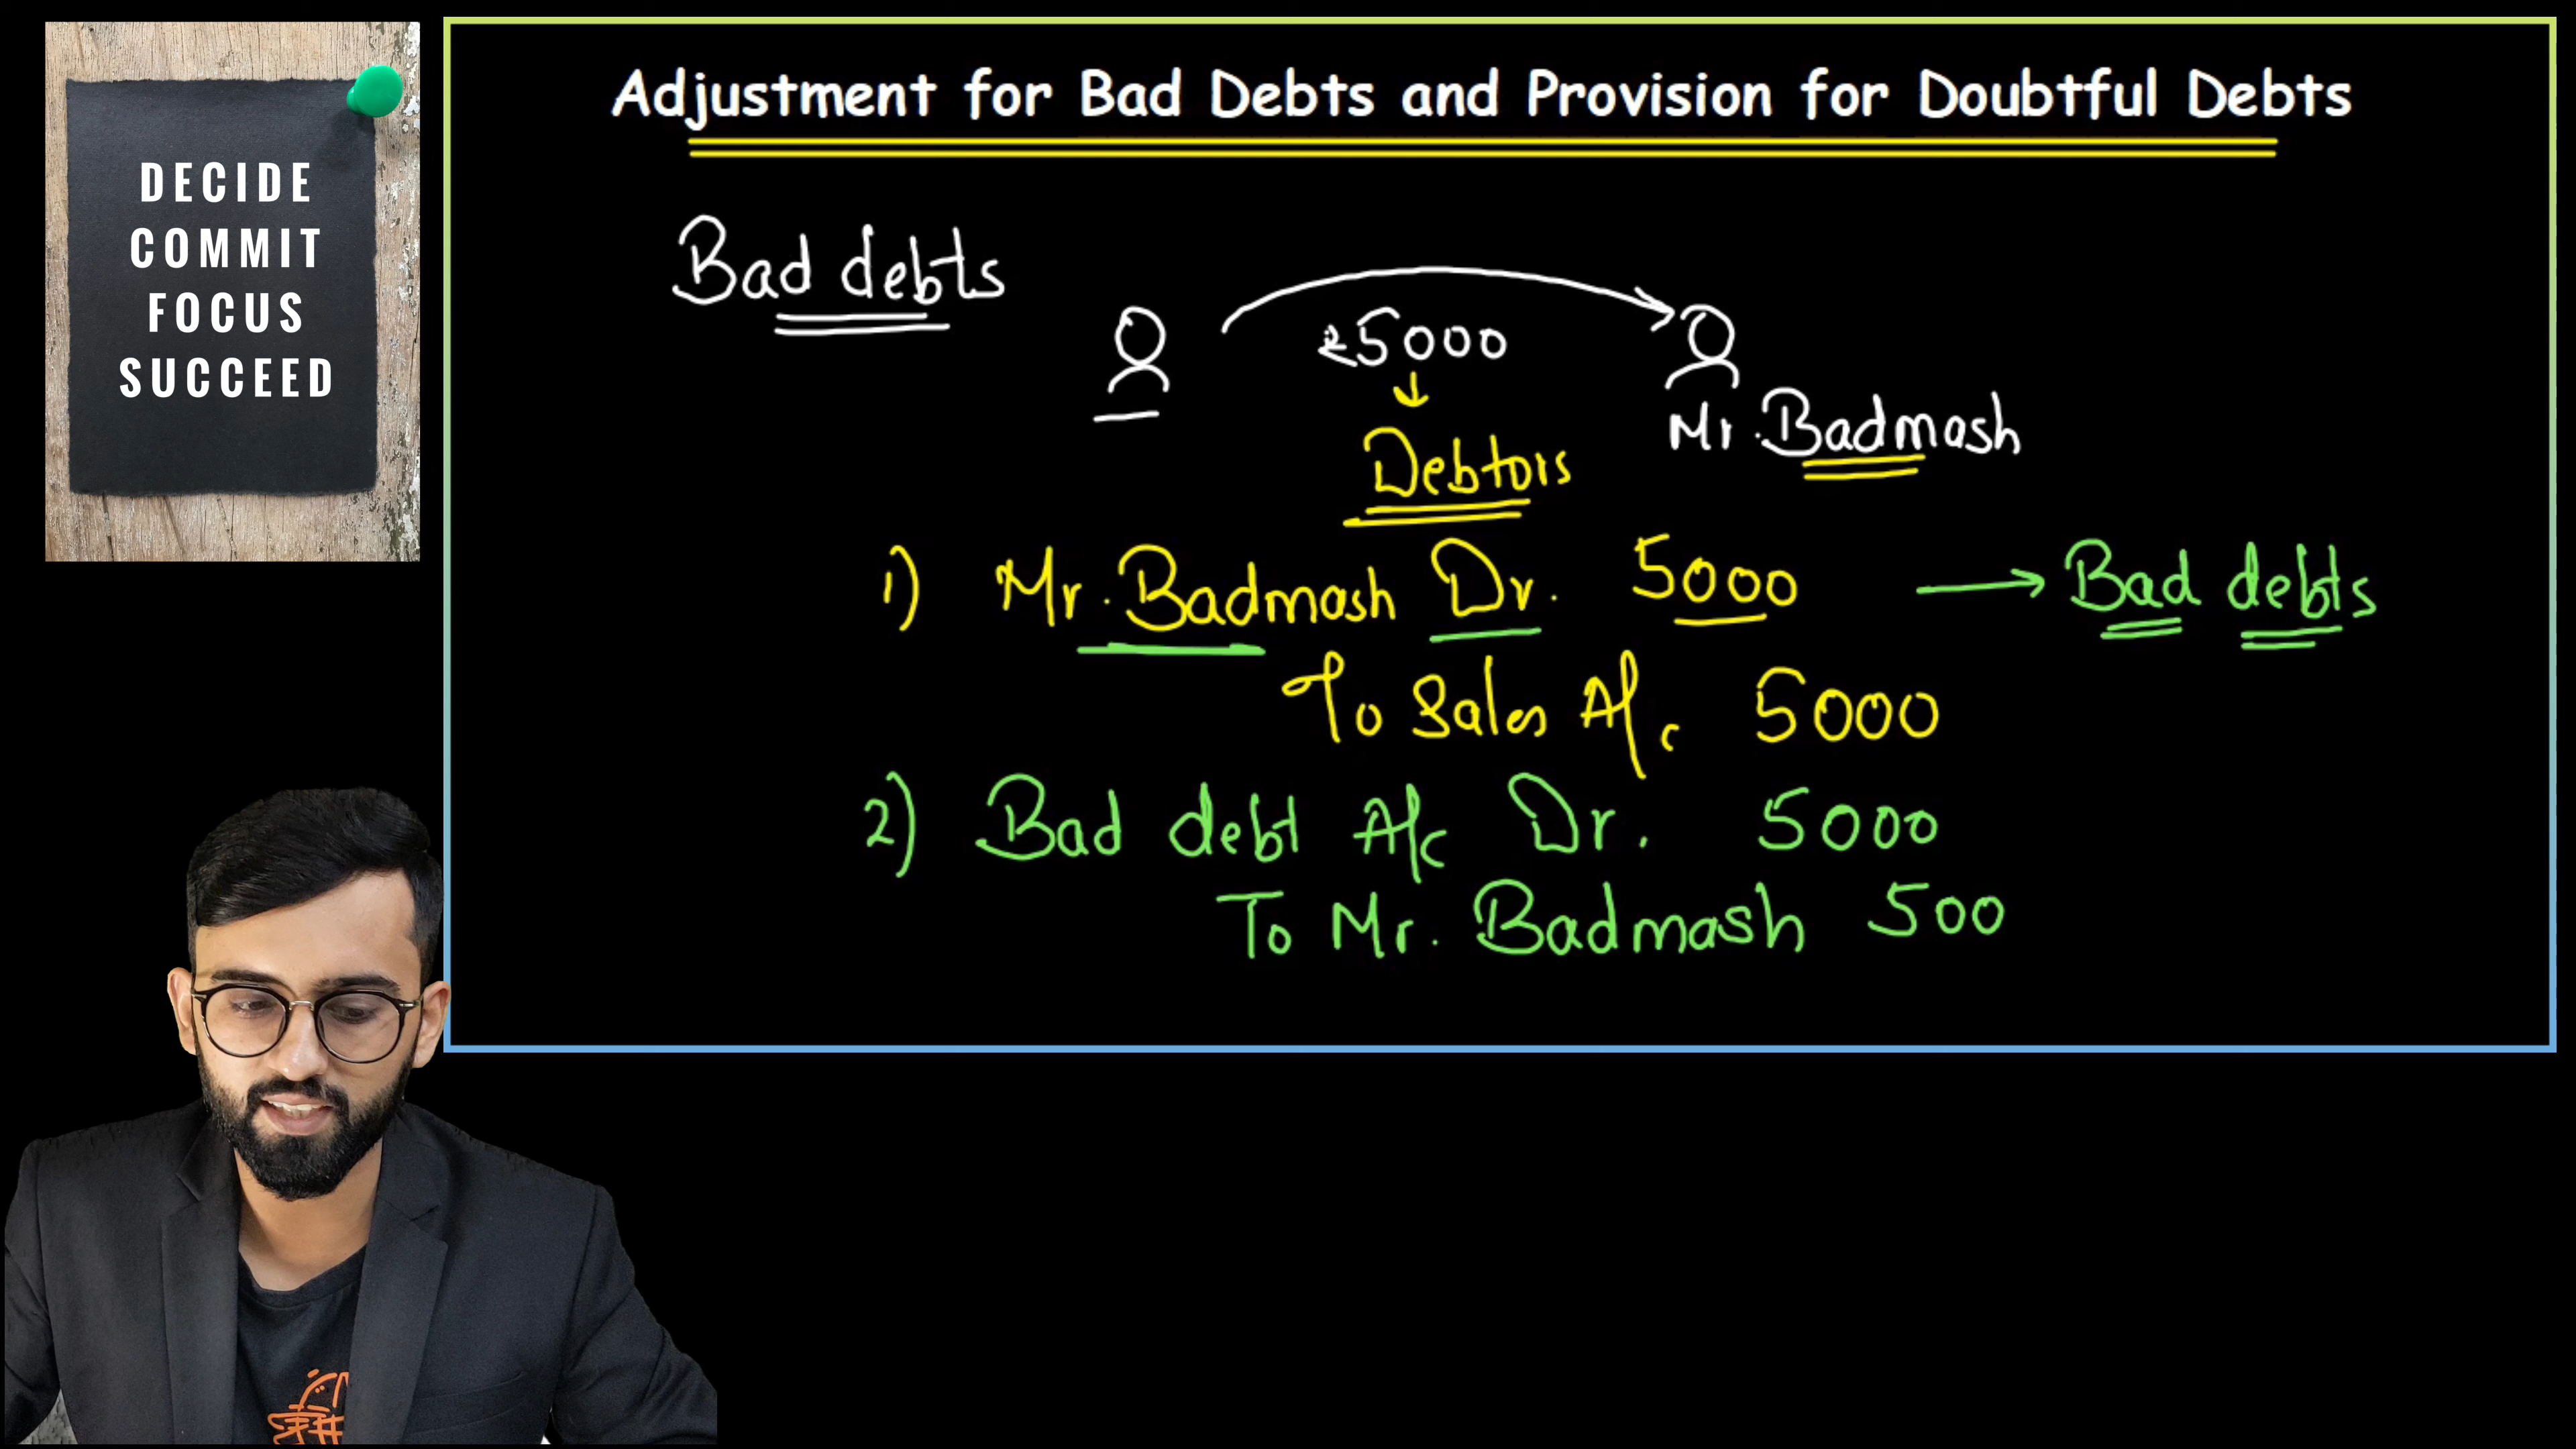 DECIDE
COMMIT
FOCUS
SUCCEED
Adjustment for Bad Debts and Provision for Doubtful Debts
Bad debts
₹5000
Mr. Badmash
Debtors
1) Mr. Badmash Dr. 5000 → Bad debts
To Sales A/c 5000
2) Bad debt A/c Dr. 5000
To Mr. Badmash 500